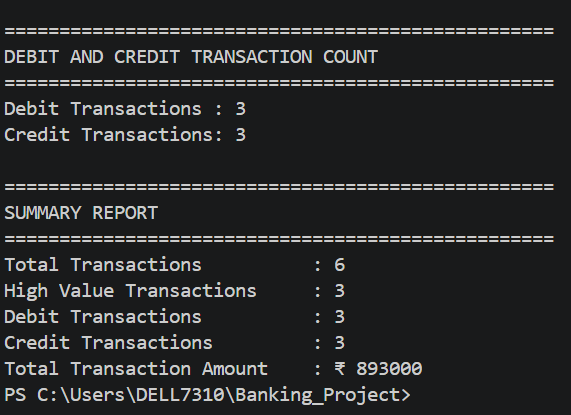 ==================================================
DEBIT AND CREDIT TRANSACTION COUNT
==================================================
Debit Transactions : 3
Credit Transactions: 3
==================================================
SUMMARY REPORT
==================================================
Total Transactions          : 6
High Value Transactions     : 3
Debit Transactions          : 3
Credit Transactions         : 3
Total Transaction Amount    : ₹ 893000
PS C:\Users\DELL7310\Banking_Project>